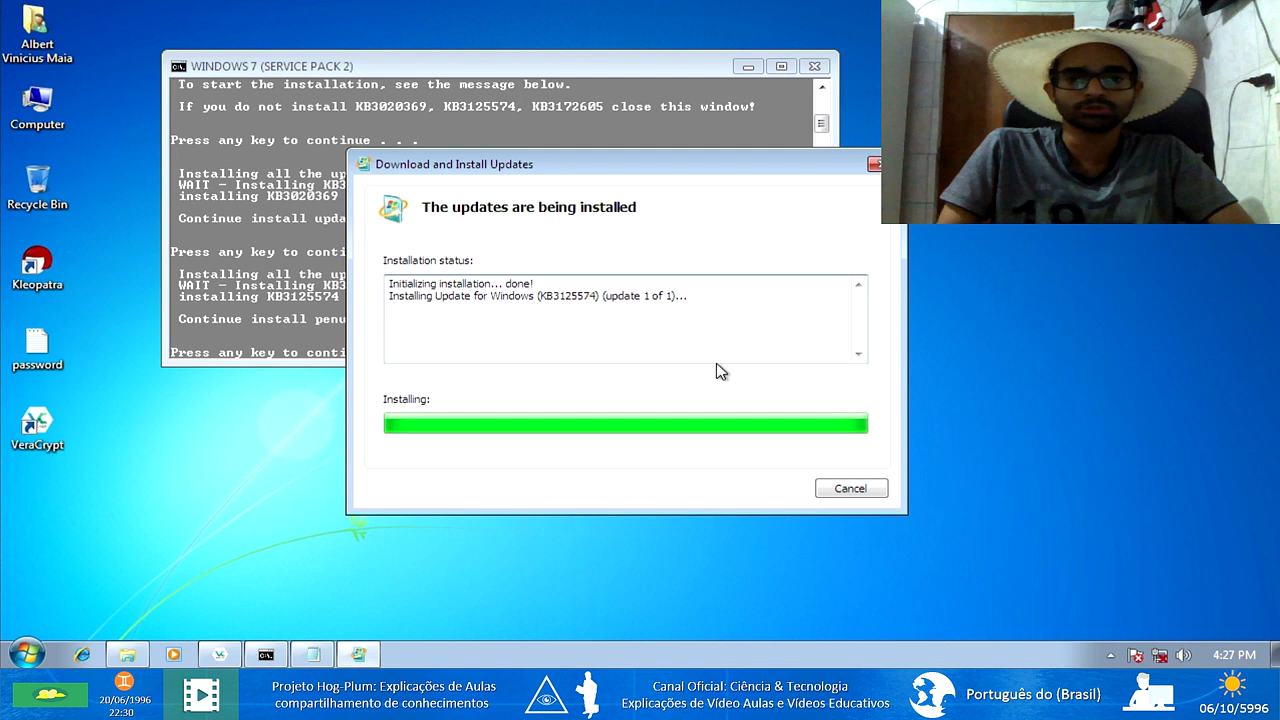 Albert
Vinicius Maia
Computer
Recycle Bin
Kleopatra
password
VeraCrypt
WINDOWS 7 (SERVICE PACK 2)
To start the installation, see the message below.
If you do not install KB3020369, KB3125574, KB3172605 close this window!
Press any key to continue . . .
Installing all the up
WAIT - Installing KB3
installing KB3020369
Continue install upda
Press any key to conti
Installing all the up
WAIT - Installing KB3
installing KB3125574
Continue install penu
Press any key to conti
Download and Install Updates
The updates are being installed
Installation status:
Initializing installation... done!
Installing Update for Windows (KB3125574) (update 1 of 1)...
Installing:
Cancel
1947
4:27 PM
20/06/1996
22:30
Projeto Hog-Plum: Explicações de Aulas
compartilhamento de conhecimentos
Canal Oficial: Ciência & Tecnologia
Explicações de Vídeo Aulas e Vídeos Educativos
Português do (Brasil)
06/10/5996